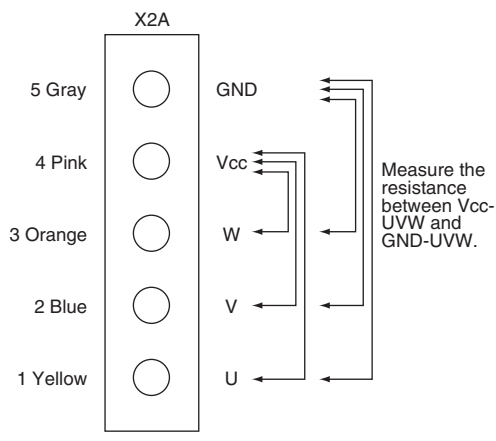 X2A
5 Gray GND
4 Pink Vcc
3 Orange W
2 Blue V
1 Yellow U
Measure the
resistance
between Vcc-
UVW and
GND-UVW.